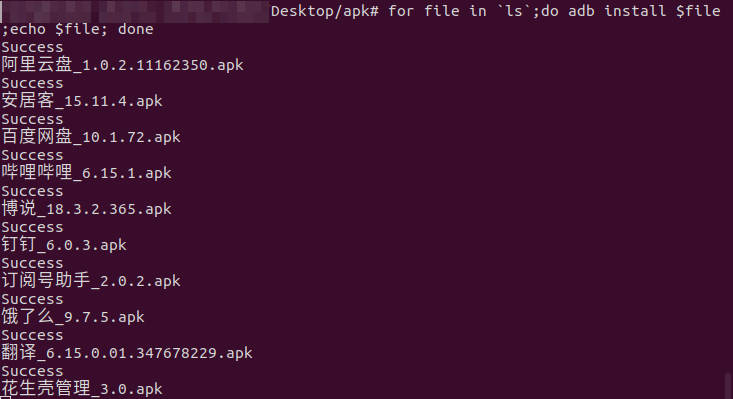 Desktop/apk# for file in `ls`;do adb install $file
;echo $file; done
Success
阿里云盘_1.0.2.11162350.apk
Success
安居客_15.11.4.apk
Success
百度网盘_10.1.72.apk
Success
哔哩哔哩_6.15.1.apk
Success
博说_18.3.2.365.apk
Success
钉钉_6.0.3.apk
Success
订阅号助手_2.0.2.apk
Success
饿了么_9.7.5.apk
Success
翻译_6.15.0.01.347678229.apk
Success
花生壳管理_3.0.apk